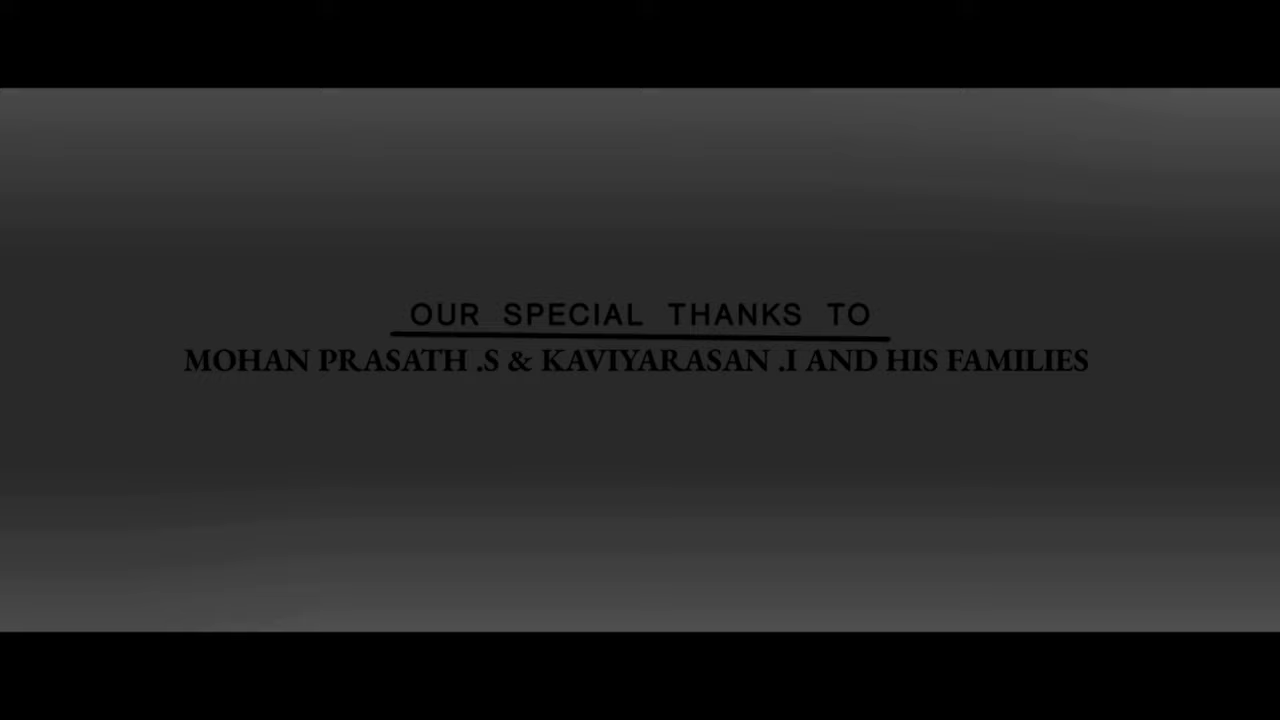 OUR SPECIAL THANKS TO
MOHAN PRASATH .S & KAVIYARASAN .I AND HIS FAMILIES